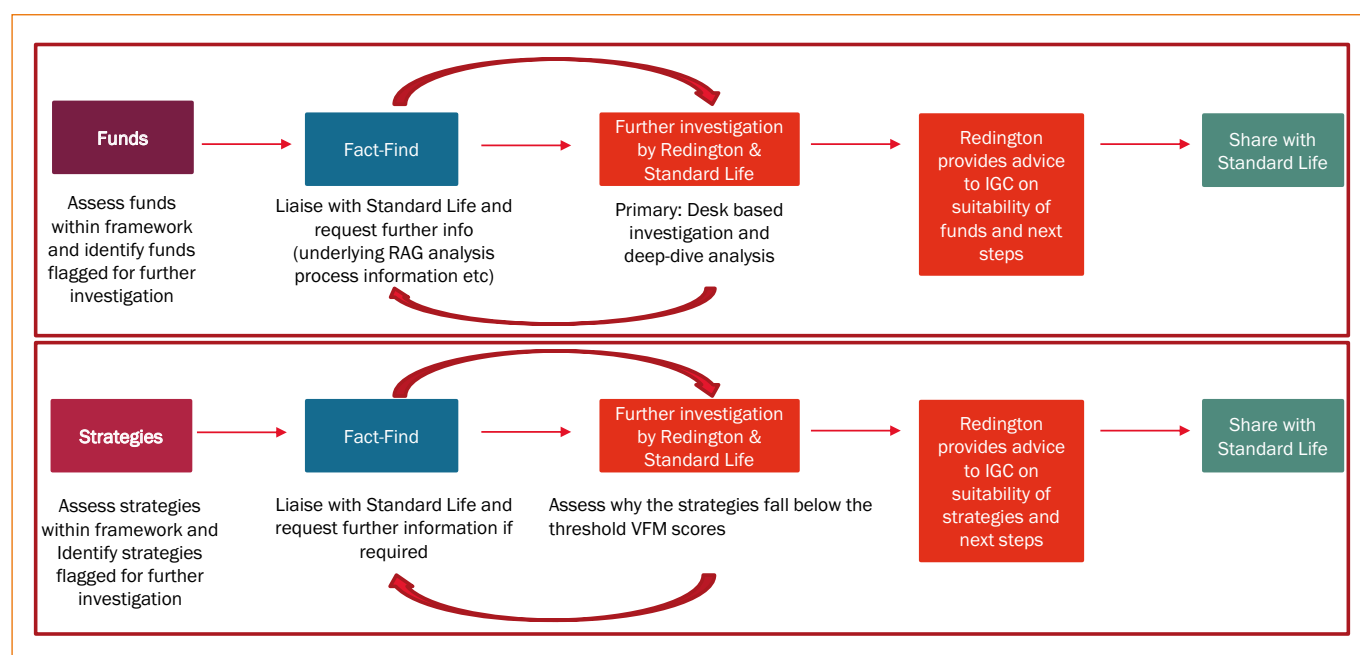 Funds
Assess funds
within framework
and identify funds
flagged for further
investigation
Fact-Find
Liaise with Standard Life and
request further info
(underlying RAG analysis
process information etc)
Further investigation
by Redington &
Standard Life
Primary: Desk based
investigation and
deep-dive analysis
Redington
provides advice
to IGC on
suitability of
funds and next
steps
Share with
Standard Life
Strategies
Assess strategies
within framework and
Identify strategies
flagged for further
investigation
Fact-Find
Liaise with Standard Life and
request further information if
required
Further investigation
by Redington &
Standard Life
Assess why the strategies fall below the
threshold VFM scores
Redington
provides advice
to IGC on
suitability of
strategies and
next steps
Share with
Standard Life